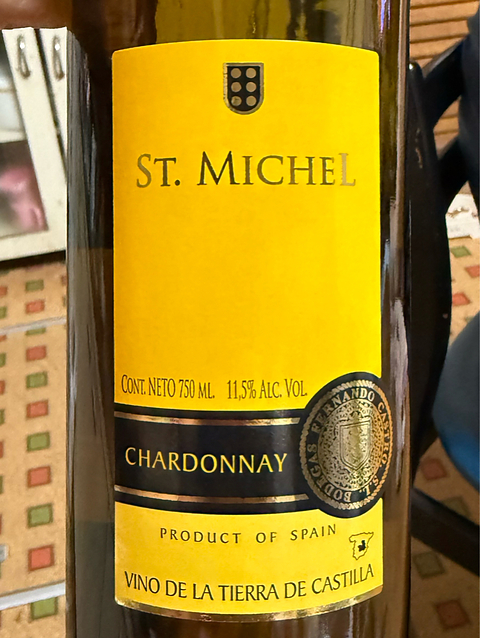 ST. MICHEL
CONT. NETO 750 ML. 11,5% ALC. VOL.
BODEGAS FERNANDO CASTRO, S.L.
CHARDONNAY
PRODUCT OF SPAIN
VINO DE LA TIERRA DE CASTILLA